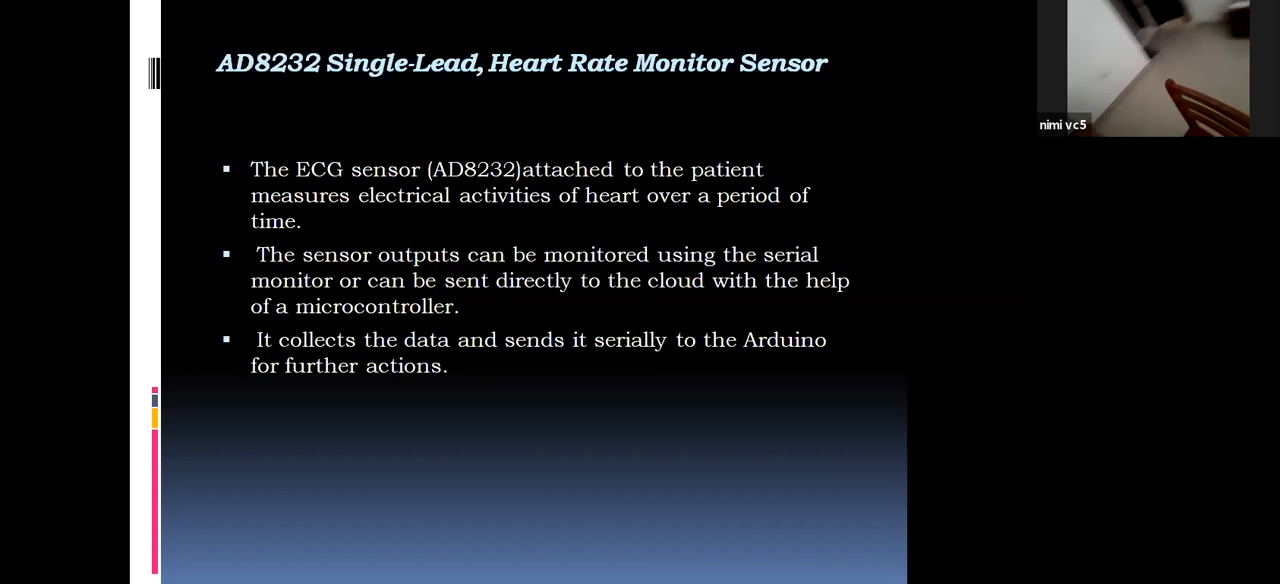 AD8232 Single-Lead, Heart Rate Monitor Sensor
nimi vc5
▪ The ECG sensor (AD8232)attached to the patient
measures electrical activities of heart over a period of
time.
▪ The sensor outputs can be monitored using the serial
monitor or can be sent directly to the cloud with the help
of a microcontroller.
▪ It collects the data and sends it serially to the Arduino
for further actions.